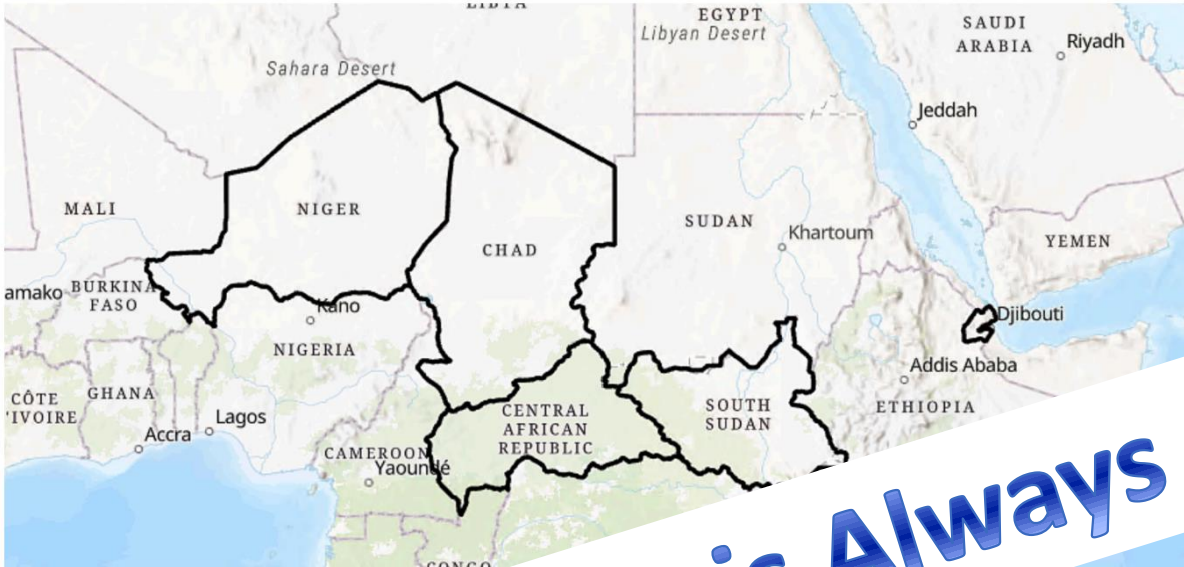 LIBYA
EGYPT
Libyan Desert
SAUDI
ARABIA
Riyadh
Sahara Desert
Jeddah
MALI
NIGER
CHAD
SUDAN
Khartoum
YEMEN
amako
BURKINA
FASO
Kano
Djibouti
NIGERIA
Addis Ababa
CÔTE
'IVOIRE
GHANA
Lagos
Accra
CENTRAL
AFRICAN
REPUBLIC
SOUTH
SUDAN
ETHIOPIA
CAMEROON
Yaoundé
CONGO
is Always